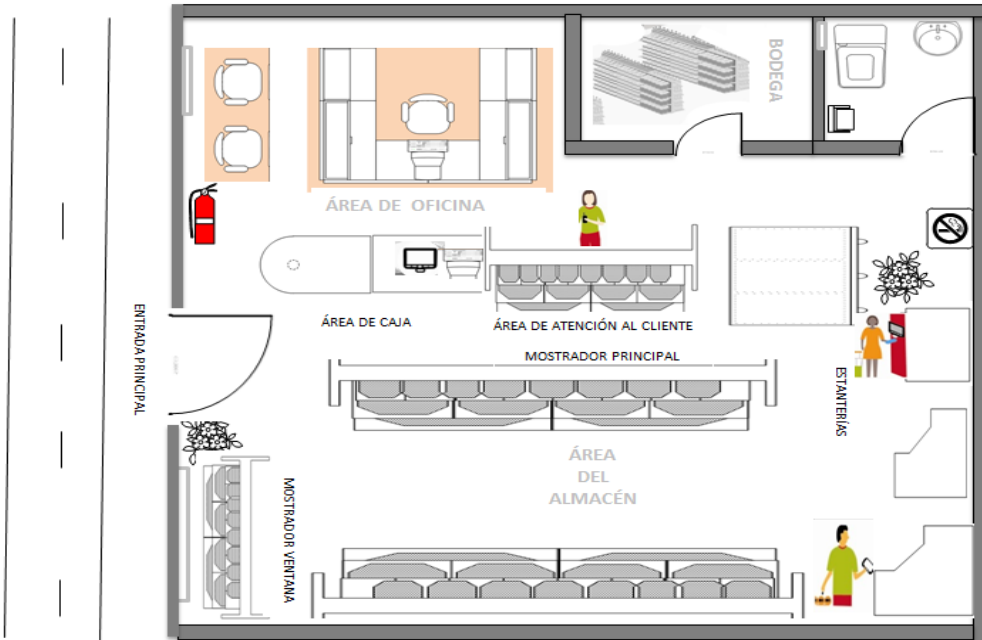 BODEGA
ÁREA DE OFICINA
ENTRADA PRINCIPAL
ÁREA DE CAJA
ÁREA DE ATENCIÓN AL CLIENTE
MOSTRADOR PRINCIPAL
ESTANTERÍAS
ÁREA
DEL
ALMACÉN
MOSTRADOR VENTANA